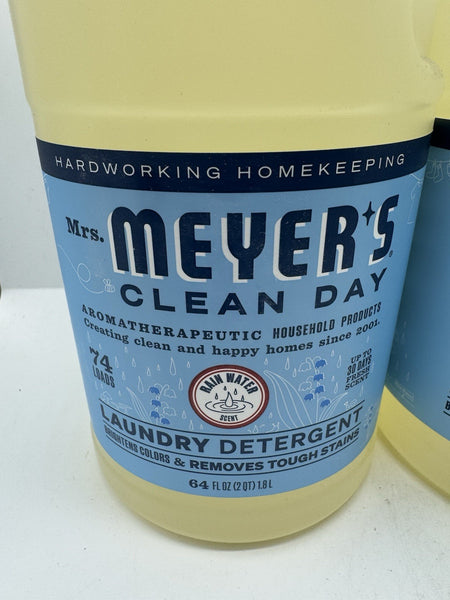 HARDWORKING HOMEKEEPING
Mrs. MEYER'S
CLEAN DAY
AROMATHERAPEUTIC HOUSEHOLD PRODUCTS
Creating clean and happy homes since 2001.
74
LOADS
RAIN WATER
SCENT
UP TO
30 DAYS
FRESH
SCENT
LAUNDRY DETERGENT
BRIGHTENS COLORS & REMOVES TOUGH STAINS
64 FL OZ (2 QT) 1.8 L